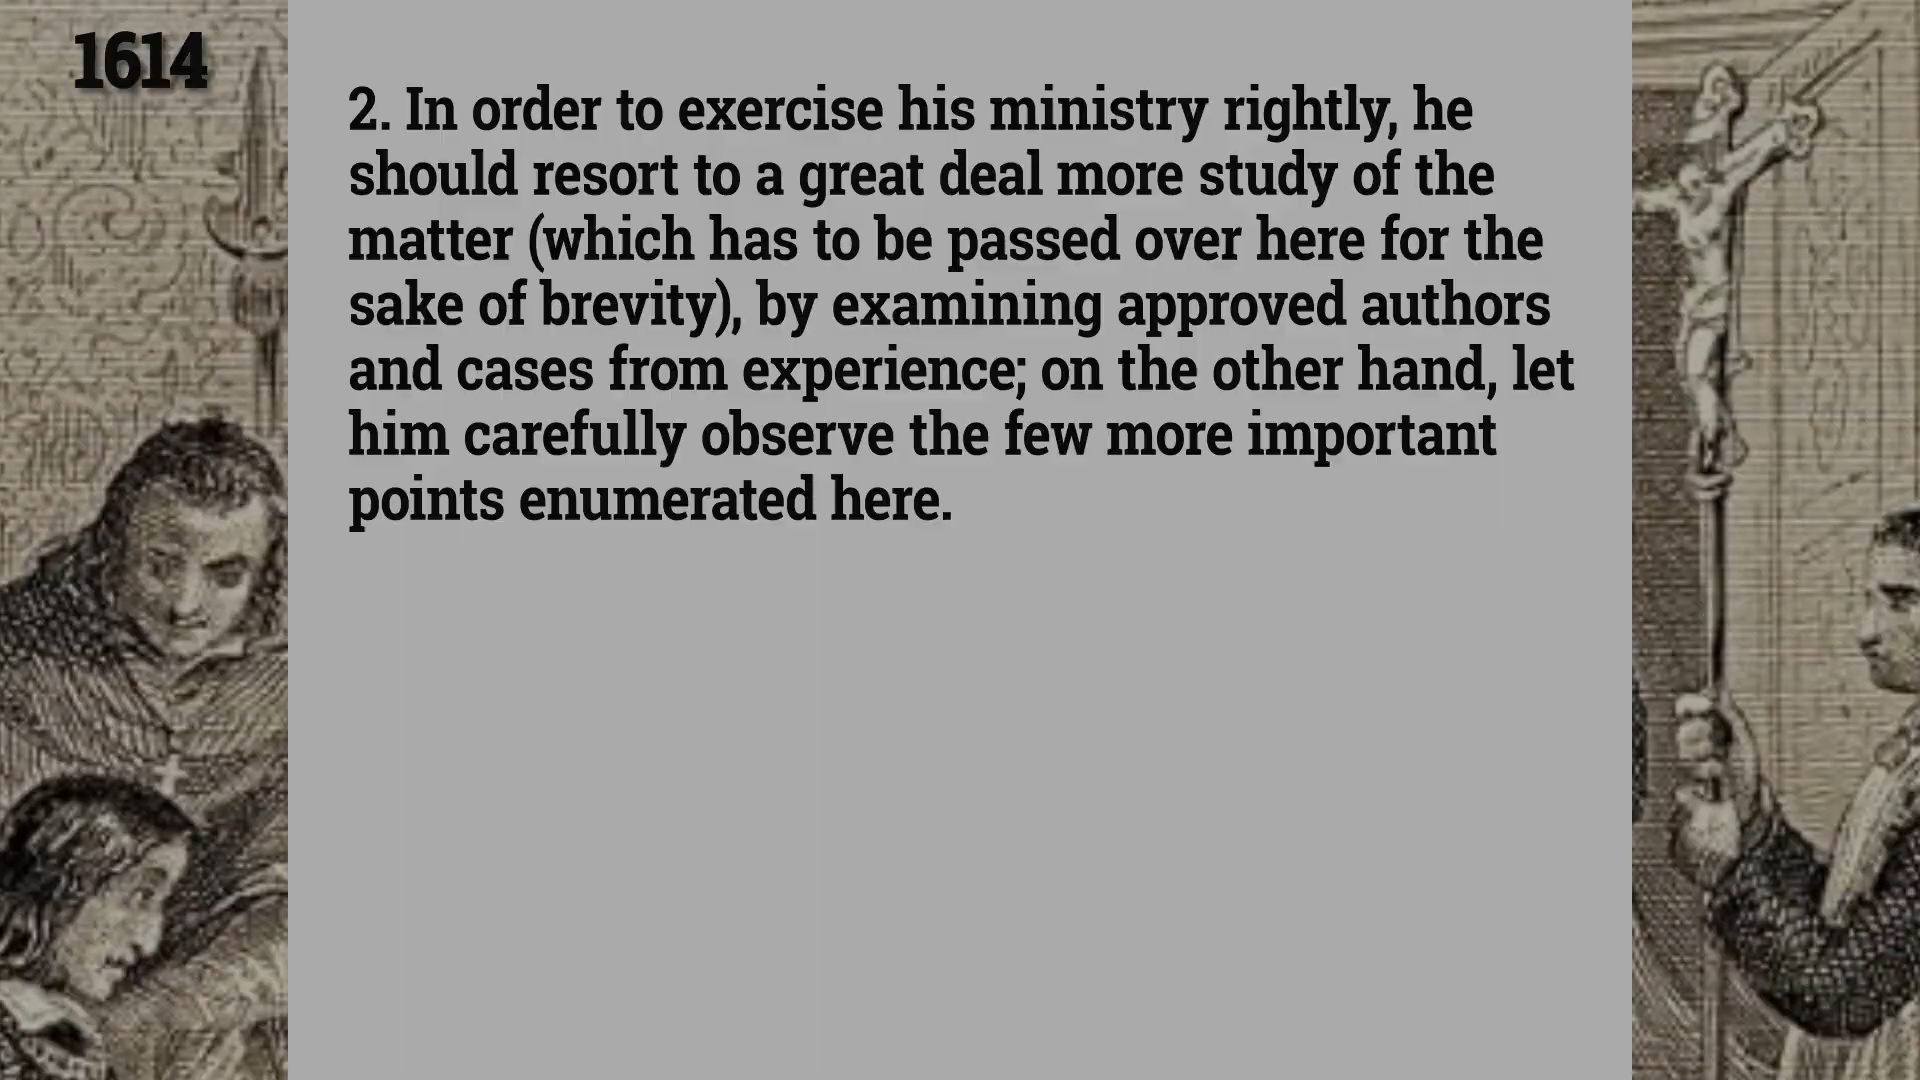 1614
2. In order to exercise his ministry rightly, he
should resort to a great deal more study of the
matter (which has to be passed over here for the
sake of brevity), by examining approved authors
and cases from experience; on the other hand, let
him carefully observe the few more important
points enumerated here.